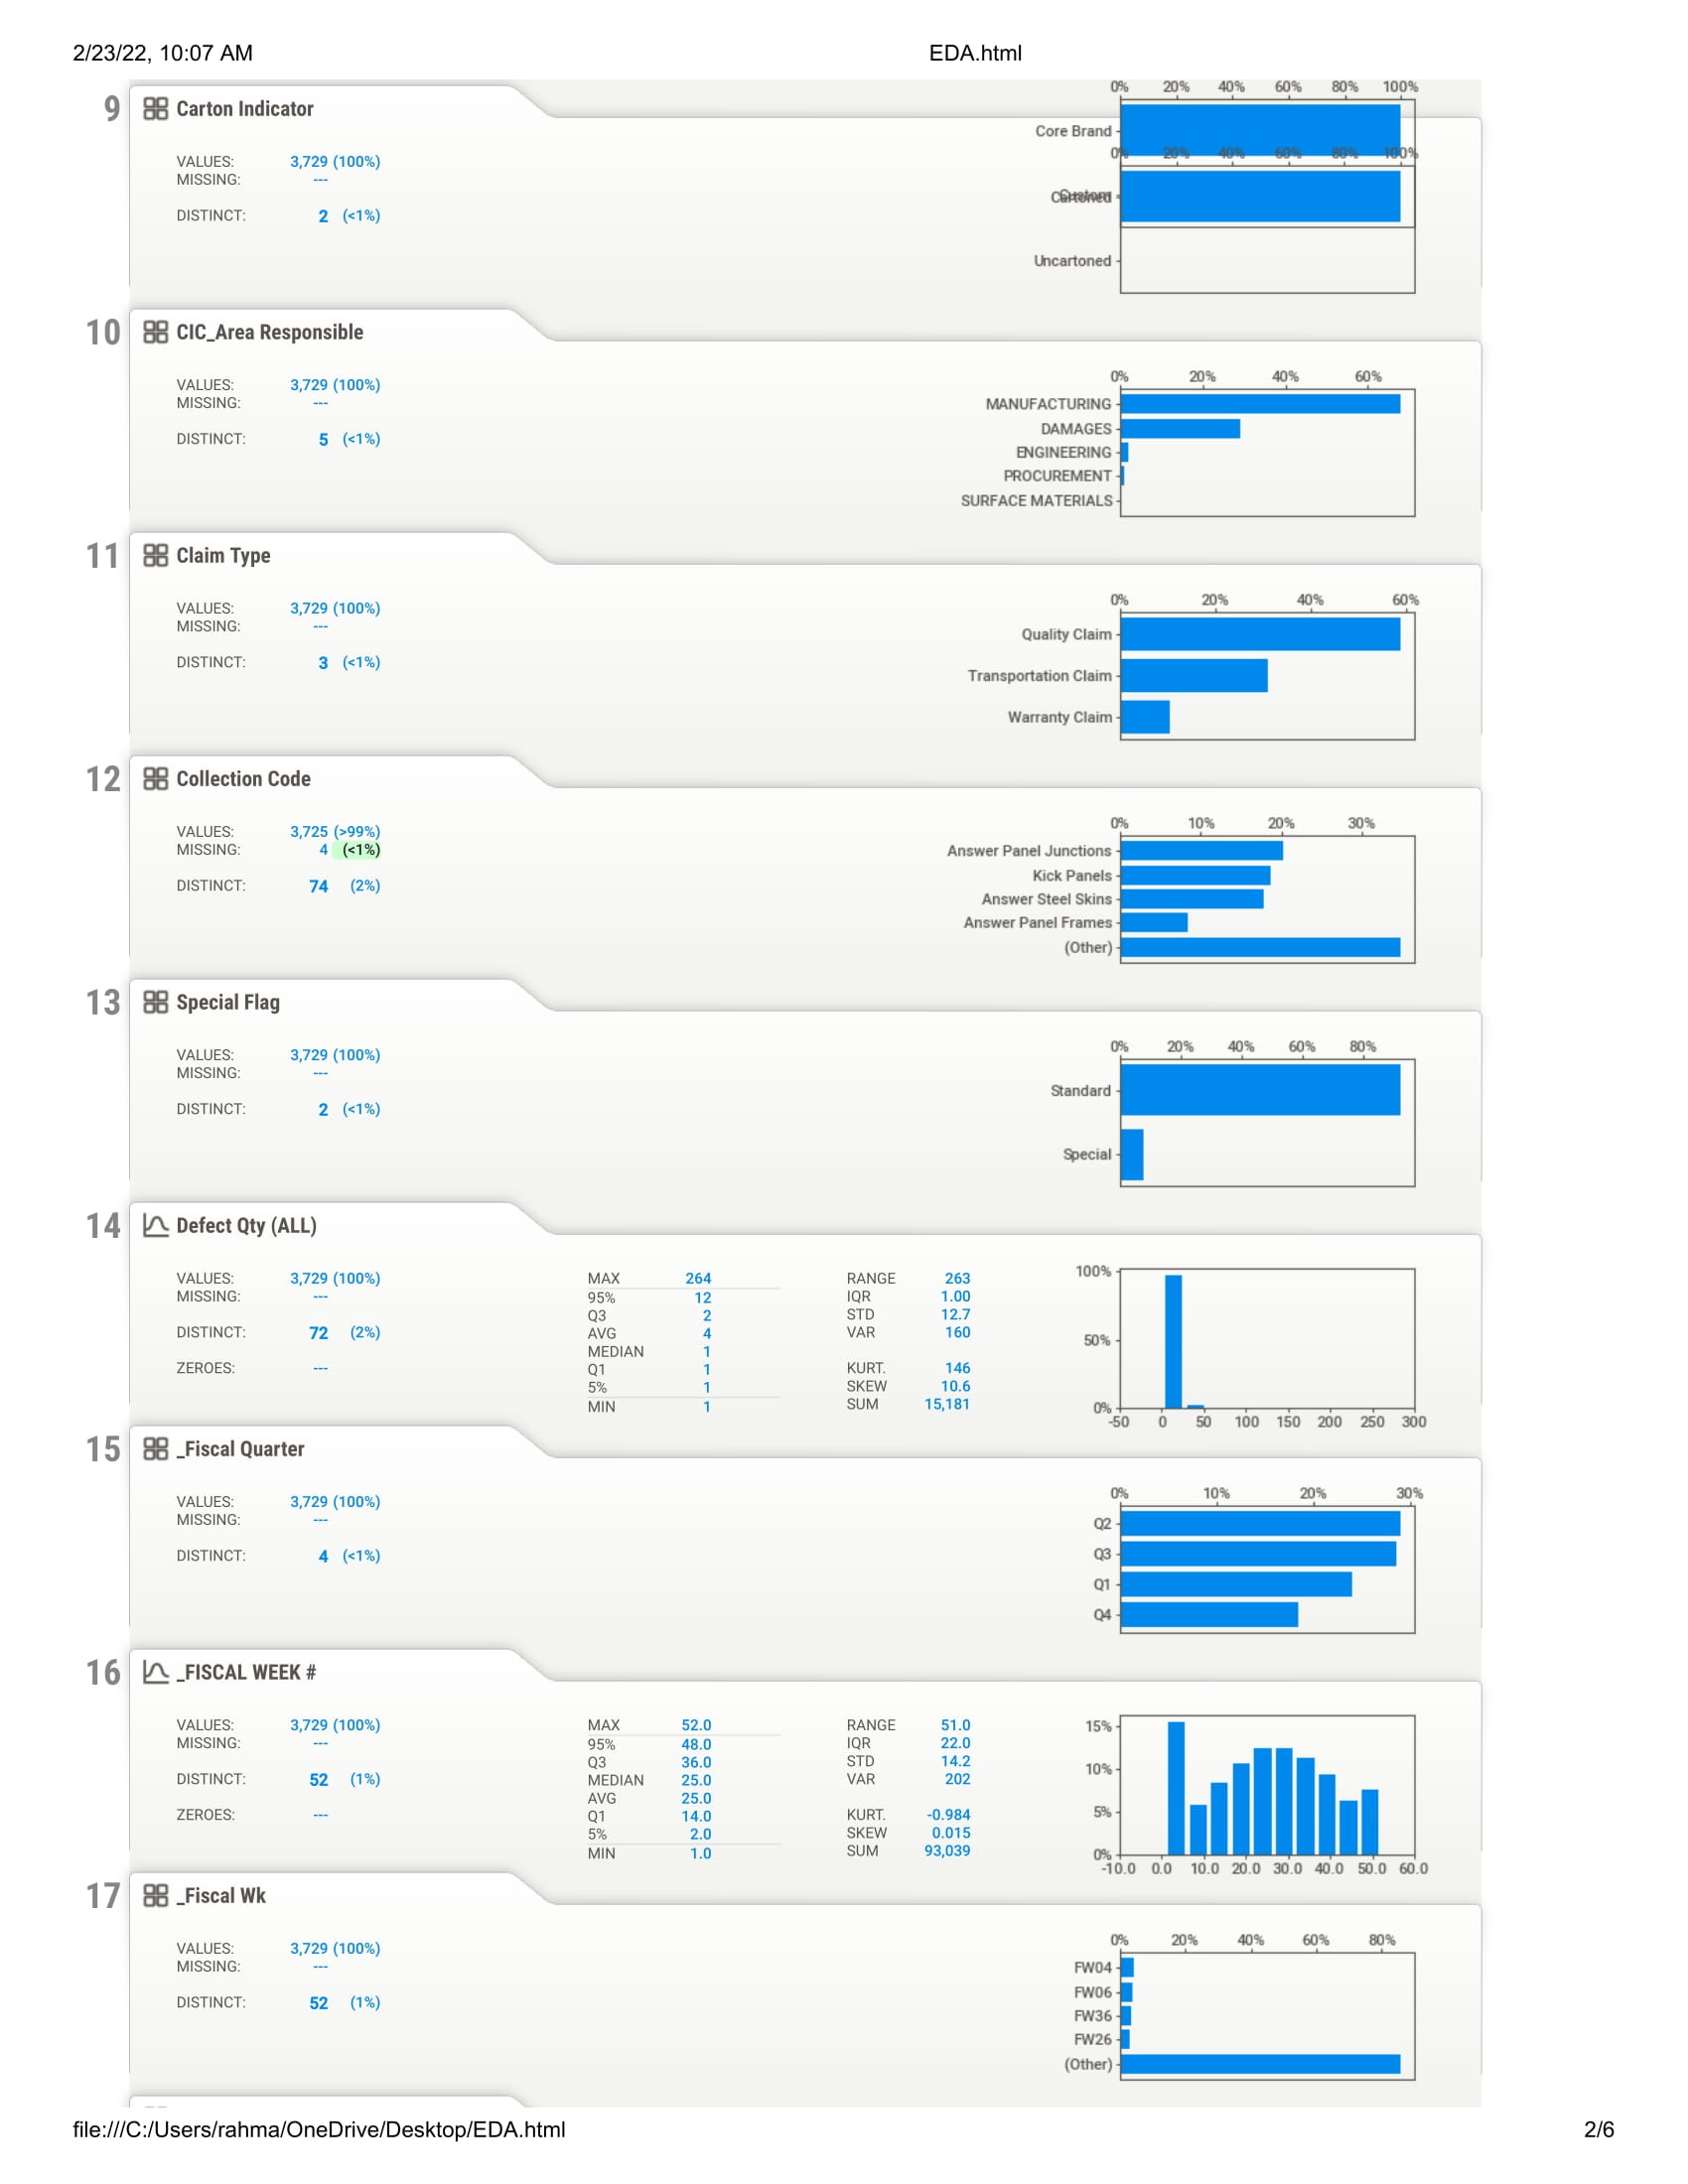 2/23/22, 10:07 AM EDA.html
9 Carton Indicator
VALUES: 3,729 (100%)
MISSING: ---
DISTINCT: 2 (<1%)
0% 20% 40% 60% 80% 100%
Core Brand
0% 20% 40% 60% 80% 100%
Custom
Cartoned
Uncartoned
10 CIC_Area Responsible
VALUES: 3,729 (100%)
MISSING: ---
DISTINCT: 5 (<1%)
0% 20% 40% 60%
MANUFACTURING
DAMAGES
ENGINEERING
PROCUREMENT
SURFACE MATERIALS
11 Claim Type
VALUES: 3,729 (100%)
MISSING: ---
DISTINCT: 3 (<1%)
0% 20% 40% 60%
Quality Claim
Transportation Claim
Warranty Claim
12 Collection Code
VALUES: 3,725 (>99%)
MISSING: 4 (<1%)
DISTINCT: 74 (2%)
0% 10% 20% 30%
Answer Panel Junctions
Kick Panels
Answer Steel Skins
Answer Panel Frames
(Other)
13 Special Flag
VALUES: 3,729 (100%)
MISSING: ---
DISTINCT: 2 (<1%)
0% 20% 40% 60% 80%
Standard
Special
14 Defect Qty (ALL)
VALUES: 3,729 (100%)
MISSING: ---
DISTINCT: 72 (2%)
ZEROES: ---
MAX 264
95% 12
Q3 2
AVG 4
MEDIAN 1
Q1 1
5% 1
MIN 1
RANGE 263
IQR 1.00
STD 12.7
VAR 160
KURT. 146
SKEW 10.6
SUM 15,181
100%
50%
0%
-50 0 50 100 150 200 250 300
15 _Fiscal Quarter
VALUES: 3,729 (100%)
MISSING: ---
DISTINCT: 4 (<1%)
0% 10% 20% 30%
Q2
Q3
Q1
Q4
16 _FISCAL WEEK #
VALUES: 3,729 (100%)
MISSING: ---
DISTINCT: 52 (1%)
ZEROES: ---
MAX 52.0
95% 48.0
Q3 36.0
MEDIAN 25.0
AVG 25.0
Q1 14.0
5% 2.0
MIN 1.0
RANGE 51.0
IQR 22.0
STD 14.2
VAR 202
KURT. -0.984
SKEW 0.015
SUM 93,039
15%
10%
5%
0%
-10.0 0.0 10.0 20.0 30.0 40.0 50.0 60.0
17 _Fiscal Wk
VALUES: 3,729 (100%)
MISSING: ---
DISTINCT: 52 (1%)
0% 20% 40% 60% 80%
FW04
FW06
FW36
FW26
(Other)
file:///C:/Users/rahma/OneDrive/Desktop/EDA.html 2/6